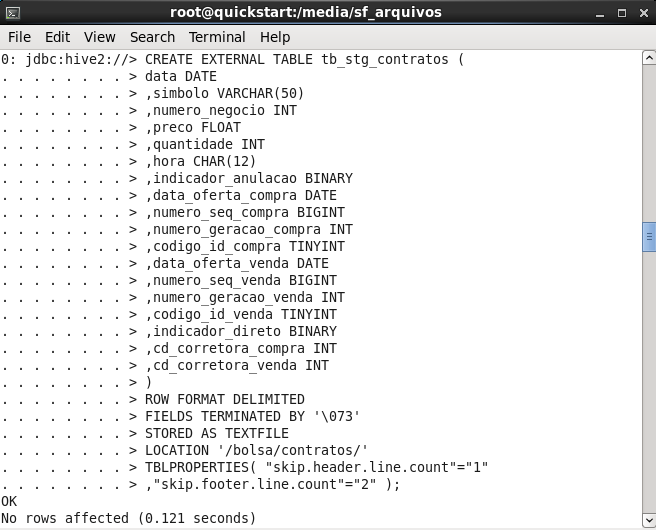 root@quickstart:/media/sf_arquivos
File Edit View Search Terminal Help
0: jdbc:hive2://> CREATE EXTERNAL TABLE tb_stg_contratos (
. . . . . . . . > data DATE
. . . . . . . . > ,simbolo VARCHAR(50)
. . . . . . . . > ,numero_negocio INT
. . . . . . . . > ,preco FLOAT
. . . . . . . . > ,quantidade INT
. . . . . . . . > ,hora CHAR(12)
. . . . . . . . > ,indicador_anulacao BINARY
. . . . . . . . > ,data_oferta_compra DATE
. . . . . . . . > ,numero_seq_compra BIGINT
. . . . . . . . > ,numero_geracao_compra INT
. . . . . . . . > ,codigo_id_compra TINYINT
. . . . . . . . > ,data_oferta_venda DATE
. . . . . . . . > ,numero_seq_venda BIGINT
. . . . . . . . > ,numero_geracao_venda INT
. . . . . . . . > ,codigo_id_venda TINYINT
. . . . . . . . > ,indicador_direto BINARY
. . . . . . . . > ,cd_corretora_compra INT
. . . . . . . . > ,cd_corretora_venda INT
. . . . . . . . > )
. . . . . . . . > ROW FORMAT DELIMITED
. . . . . . . . > FIELDS TERMINATED BY '\073'
. . . . . . . . > STORED AS TEXTFILE
. . . . . . . . > LOCATION '/bolsa/contratos/'
. . . . . . . . > TBLPROPERTIES( "skip.header.line.count"="1"
. . . . . . . . > ,"skip.footer.line.count"="2" );
OK
No rows affected (0.121 seconds)